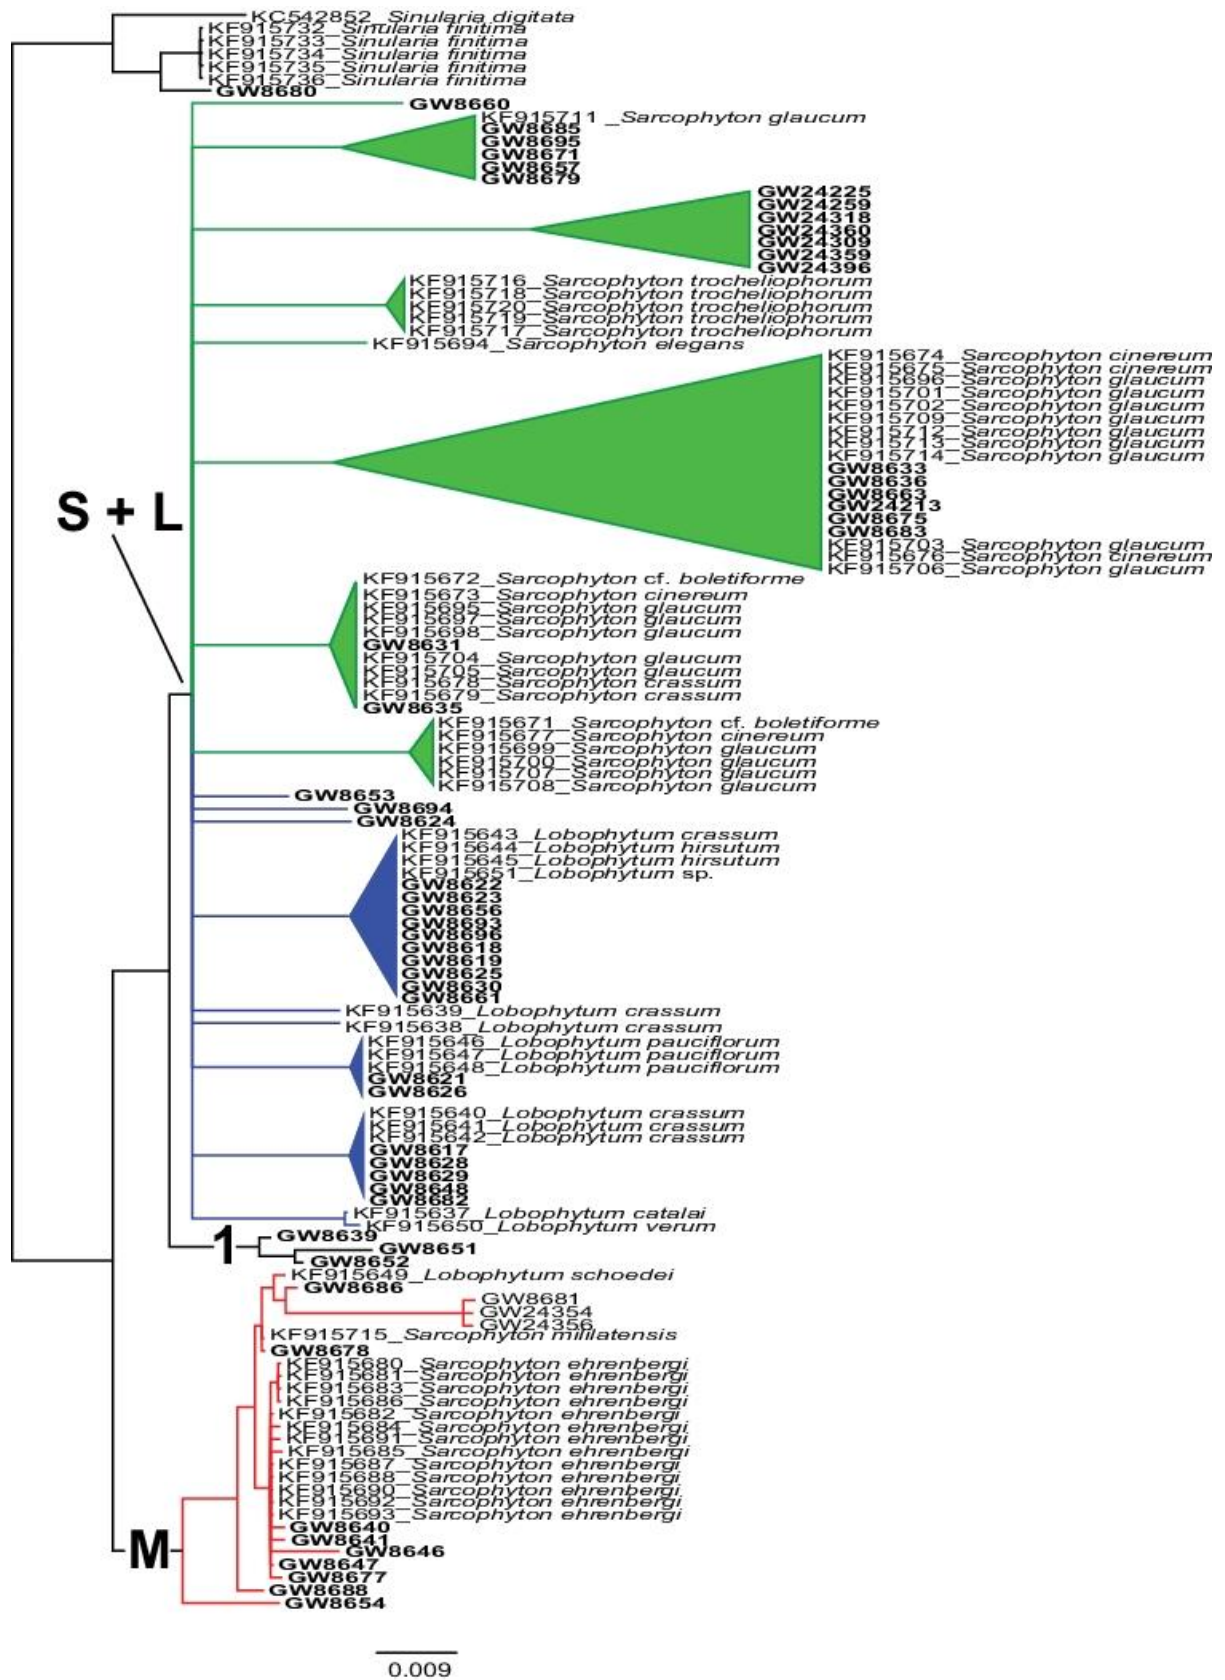 KC542852_Sinularia digitata
KF915732_Sinularia finitima
KF915733_Sinularia finitima
KF915734_Sinularia finitima
KF915735_Sinularia finitima
KF915736_Sinularia finitima
GW8680
GW8660
KF915711 _Sarcophyton glaucum
GW8685
GW8695
GW8671
GW8657
GW8679
GW24225
GW24259
GW24318
GW24360
GW24309
GW24359
GW24396
KF915716_Sarcophyton trocheliophorum
KF915718_Sarcophyton trocheliophorum
KF915720_Sarcophyton trocheliophorum
KF915719_Sarcophyton trocheliophorum
KF915717_Sarcophyton trocheliophorum
KF915694_Sarcophyton elegans
KF915674_Sarcophyton cinereum
KF915675_Sarcophyton cinereum
KF915696_Sarcophyton glaucum
KF915701_Sarcophyton glaucum
KF915702_Sarcophyton glaucum
KF915709_Sarcophyton glaucum
KF915712_Sarcophyton glaucum
KF915713_Sarcophyton glaucum
KF915714_Sarcophyton glaucum
GW8633
GW8636
GW8663
GW24213
GW8675
GW8683
KF915703_Sarcophyton glaucum
KF915676_Sarcophyton cinereum
KF915706_Sarcophyton glaucum
S + L
KF915672_Sarcophyton cf. boletiforme
KF915673_Sarcophyton cinereum
KF915695_Sarcophyton glaucum
KF915697_Sarcophyton glaucum
KF915698_Sarcophyton glaucum
GW8631
KF915704_Sarcophyton glaucum
KF915705_Sarcophyton glaucum
KF915678_Sarcophyton crassum
KF915679_Sarcophyton crassum
GW8635
KF915671_Sarcophyton cf. boletiforme
KF915677_Sarcophyton cinereum
KF915699_Sarcophyton glaucum
KF915700_Sarcophyton glaucum
KF915707_Sarcophyton glaucum
KF915708_Sarcophyton glaucum
GW8653
GW8694
GW8624
KF915643_Lobophytum crassum
KF915644_Lobophytum hirsutum
KF915645_Lobophytum hirsutum
KF915651_Lobophytum sp.
GW8622
GW8623
GW8656
GW8693
GW8696
GW8618
GW8619
GW8625
GW8630
GW8661
KF915639_Lobophytum crassum
KF915638_Lobophytum crassum
KF915646_Lobophytum pauciflorum
KF915647_Lobophytum pauciflorum
KF915648_Lobophytum pauciflorum
GW8621
GW8626
KF915640_Lobophytum crassum
KF915641_Lobophytum crassum
KF915642_Lobophytum crassum
GW8617
GW8628
GW8629
GW8648
GW8682
KF915637_Lobophytum catalai
KF915650_Lobophytum verum
1
GW8639
GW8651
GW8652
KF915649_Lobophytum schoedei
GW8686
GW8681
GW24354
GW24356
KF915715_Sarcophyton mililatensis
GW8678
KF915680_Sarcophyton ehrenbergi
KF915681_Sarcophyton ehrenbergi
KF915683_Sarcophyton ehrenbergi
KF915686_Sarcophyton ehrenbergi
KF915682_Sarcophyton ehrenbergi
KF915684_Sarcophyton ehrenbergi
KF915691_Sarcophyton ehrenbergi
KF915685_Sarcophyton ehrenbergi
KF915687_Sarcophyton ehrenbergi
KF915688_Sarcophyton ehrenbergi
KF915690_Sarcophyton ehrenbergi
KF915692_Sarcophyton ehrenbergi
KF915693_Sarcophyton ehrenbergi
GW8640
GW8641
M
GW8646
GW8647
GW8677
GW8688
GW8654
0.009